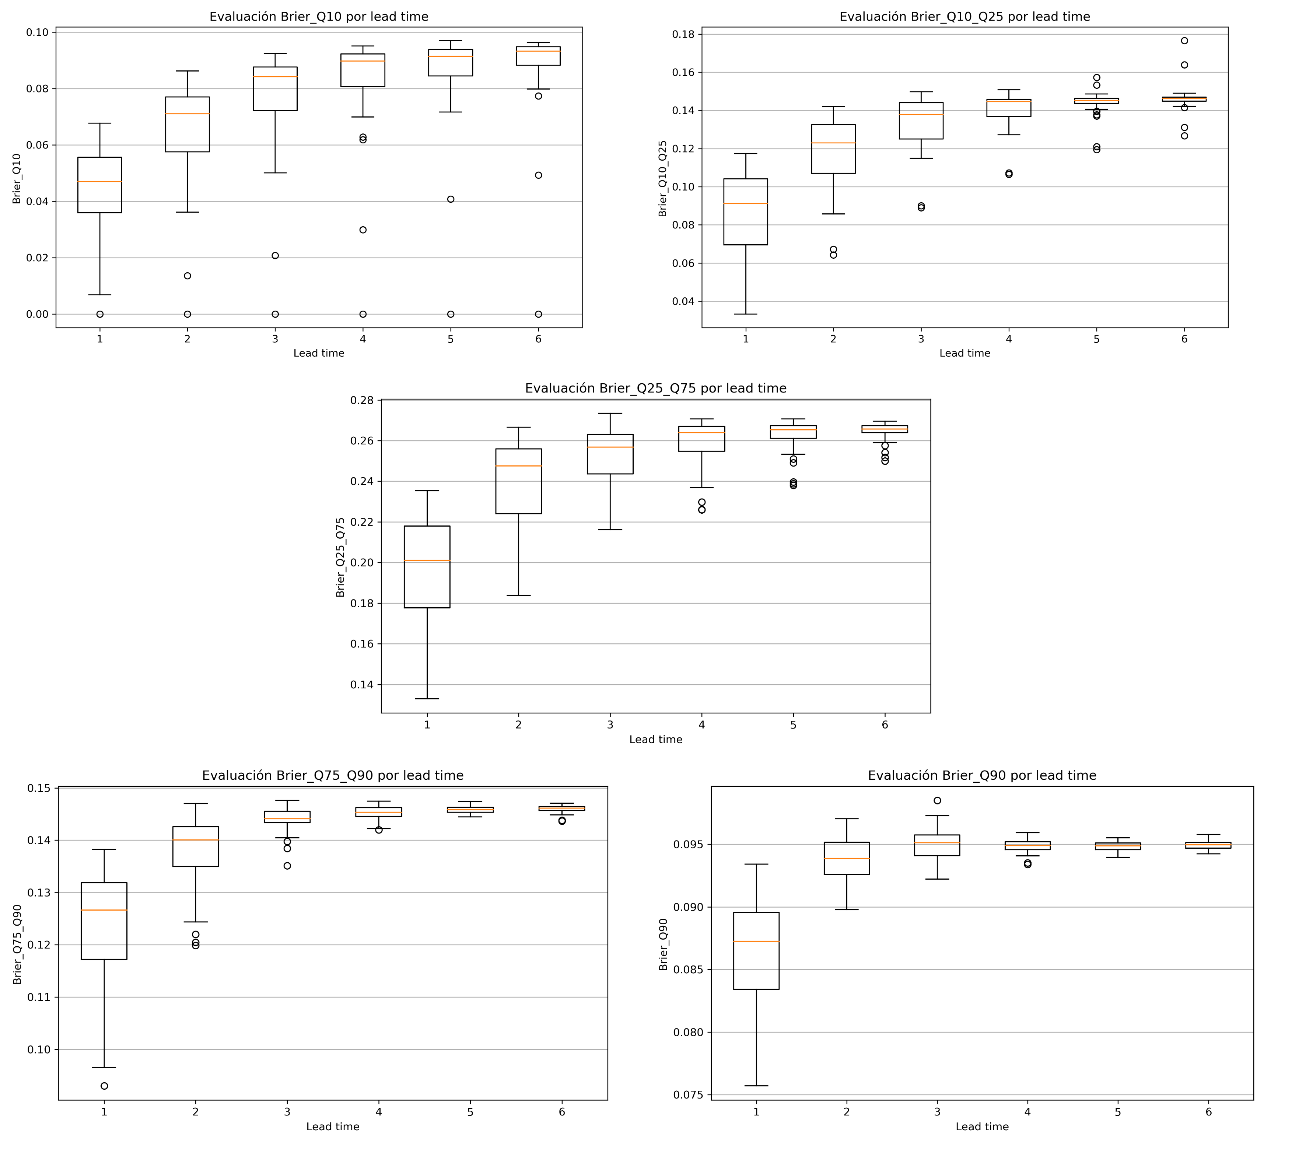 Evaluación Brier_Q10 por lead time
Brier_Q10
0.10
0.08
0.06
0.04
0.02
0.00
1 2 3 4 5 6
Lead time
Evaluación Brier_Q10_Q25 por lead time
Brier_Q10_Q25
0.18
0.16
0.14
0.12
0.10
0.08
0.06
0.04
1 2 3 4 5 6
Lead time
Evaluación Brier_Q25_Q75 por lead time
Brier_Q25_Q75
0.28
0.26
0.24
0.22
0.20
0.18
0.16
0.14
1 2 3 4 5 6
Lead time
Evaluación Brier_Q75_Q90 por lead time
Brier_Q75_Q90
0.15
0.14
0.13
0.12
0.11
0.10
1 2 3 4 5 6
Lead time
Evaluación Brier_Q90 por lead time
Brier_Q90
0.095
0.090
0.085
0.080
0.075
1 2 3 4 5 6
Lead time